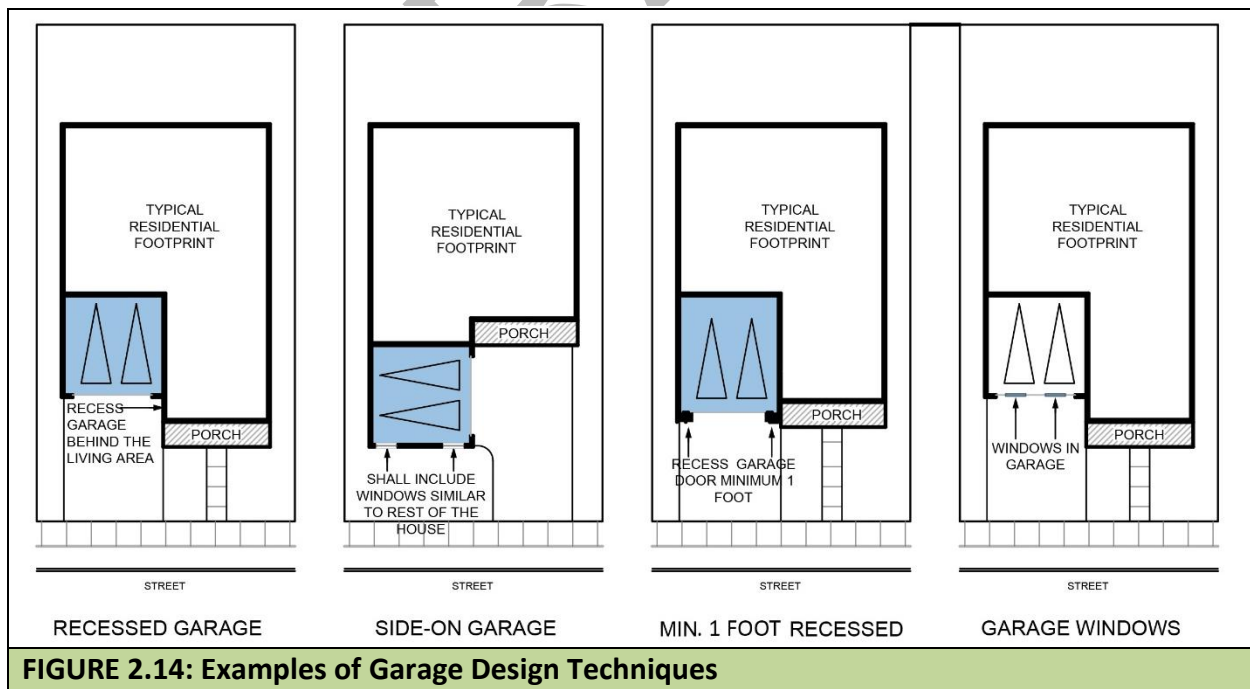 TYPICAL
RESIDENTIAL
FOOTPRINT
RECESS
GARAGE
BEHIND THE
LIVING AREA
PORCH
STREET
RECESSED GARAGE
TYPICAL
RESIDENTIAL
FOOTPRINT
PORCH
SHALL INCLUDE
WINDOWS SIMILAR
TO REST OF THE
HOUSE
STREET
SIDE-ON GARAGE
TYPICAL
RESIDENTIAL
FOOTPRINT
PORCH
RECESS GARAGE
DOOR MINIMUM 1
FOOT
STREET
MIN. 1 FOOT RECESSED
TYPICAL
RESIDENTIAL
FOOTPRINT
PORCH
WINDOWS IN
GARAGE
STREET
GARAGE WINDOWS
FIGURE 2.14: Examples of Garage Design Techniques